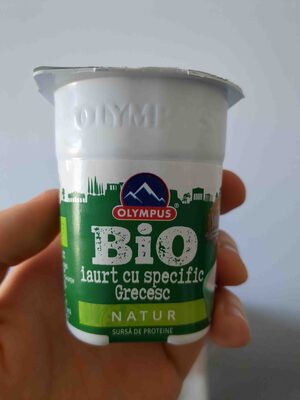 OLYMP
OLYMPUS®
BiO
iaurt cu specific
Grecesc
NATUR
SURSĂ DE PROTEINE